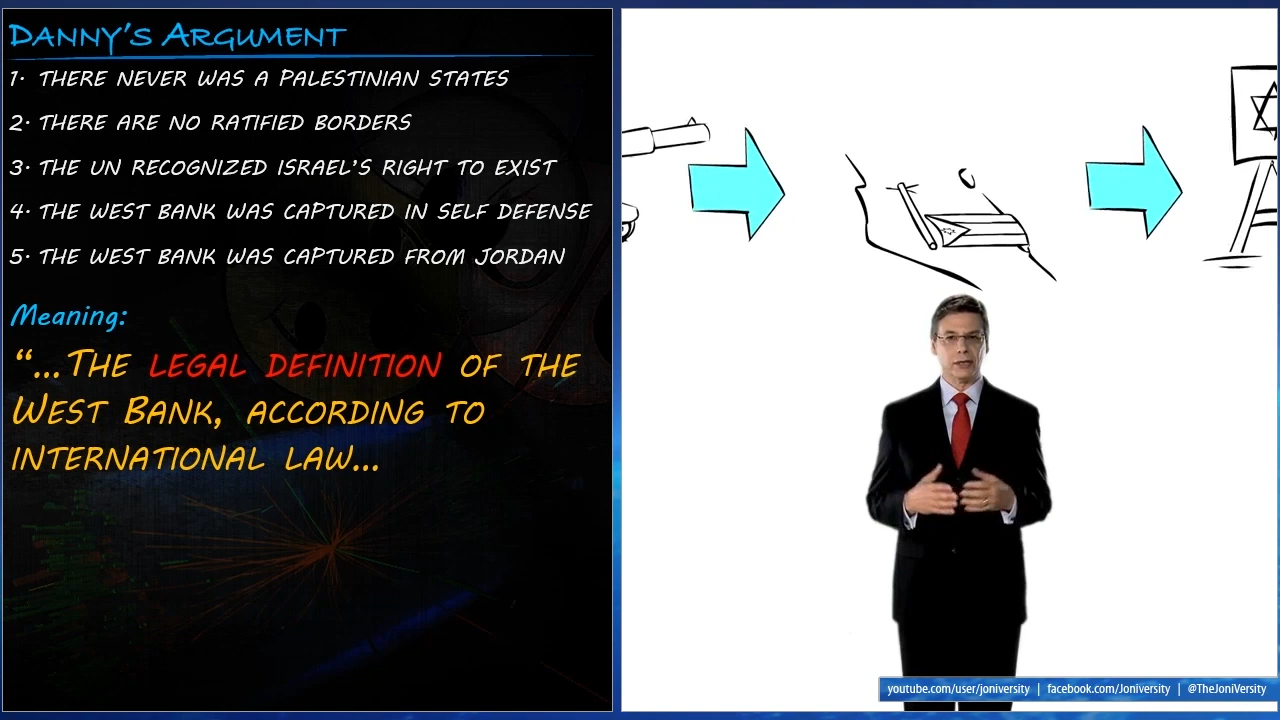 DANNY'S ARGUMENT
1. THERE NEVER WAS A PALESTINIAN STATES
2. THERE ARE NO RATIFIED BORDERS
3. THE UN RECOGNIZED ISRAEL'S RIGHT TO EXIST
4. THE WEST BANK WAS CAPTURED IN SELF DEFENSE
5. THE WEST BANK WAS CAPTURED FROM JORDAN
Meaning:
"...THE LEGAL DEFINITION OF THE
WEST BANK, ACCORDING TO
INTERNATIONAL LAW...
youtube.com/user/joniversity | facebook.com/Joniversity | @TheJoniVersity